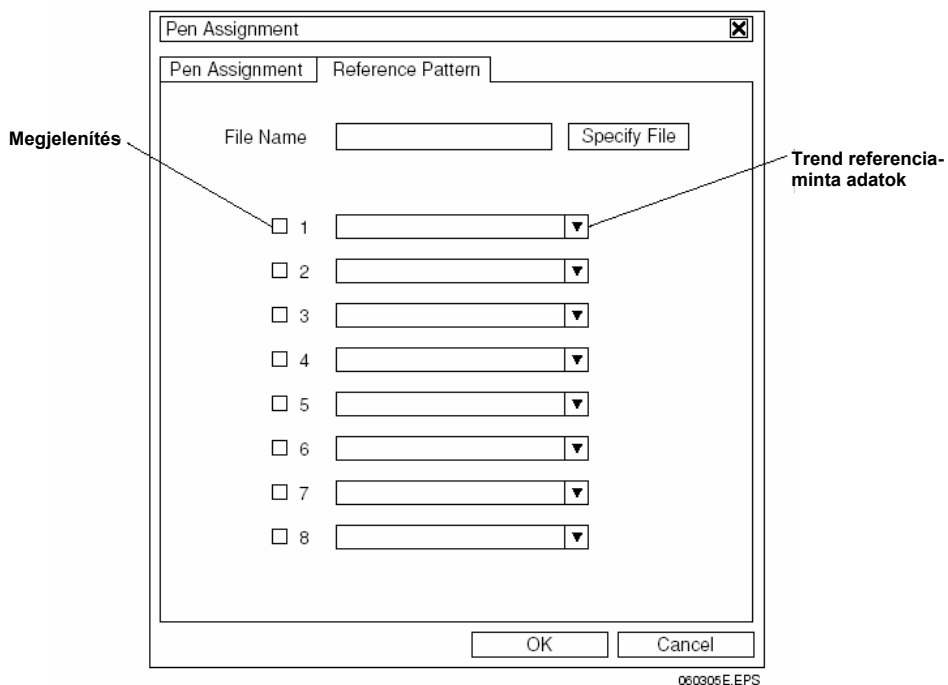 Pen Assignment
Pen Assignment
Reference Pattern
File Name
Specify File
Megjelenítés
Trend referencia-
minta adatok
1
2
3
4
5
6
7
8
OK
Cancel
060305E.EPS